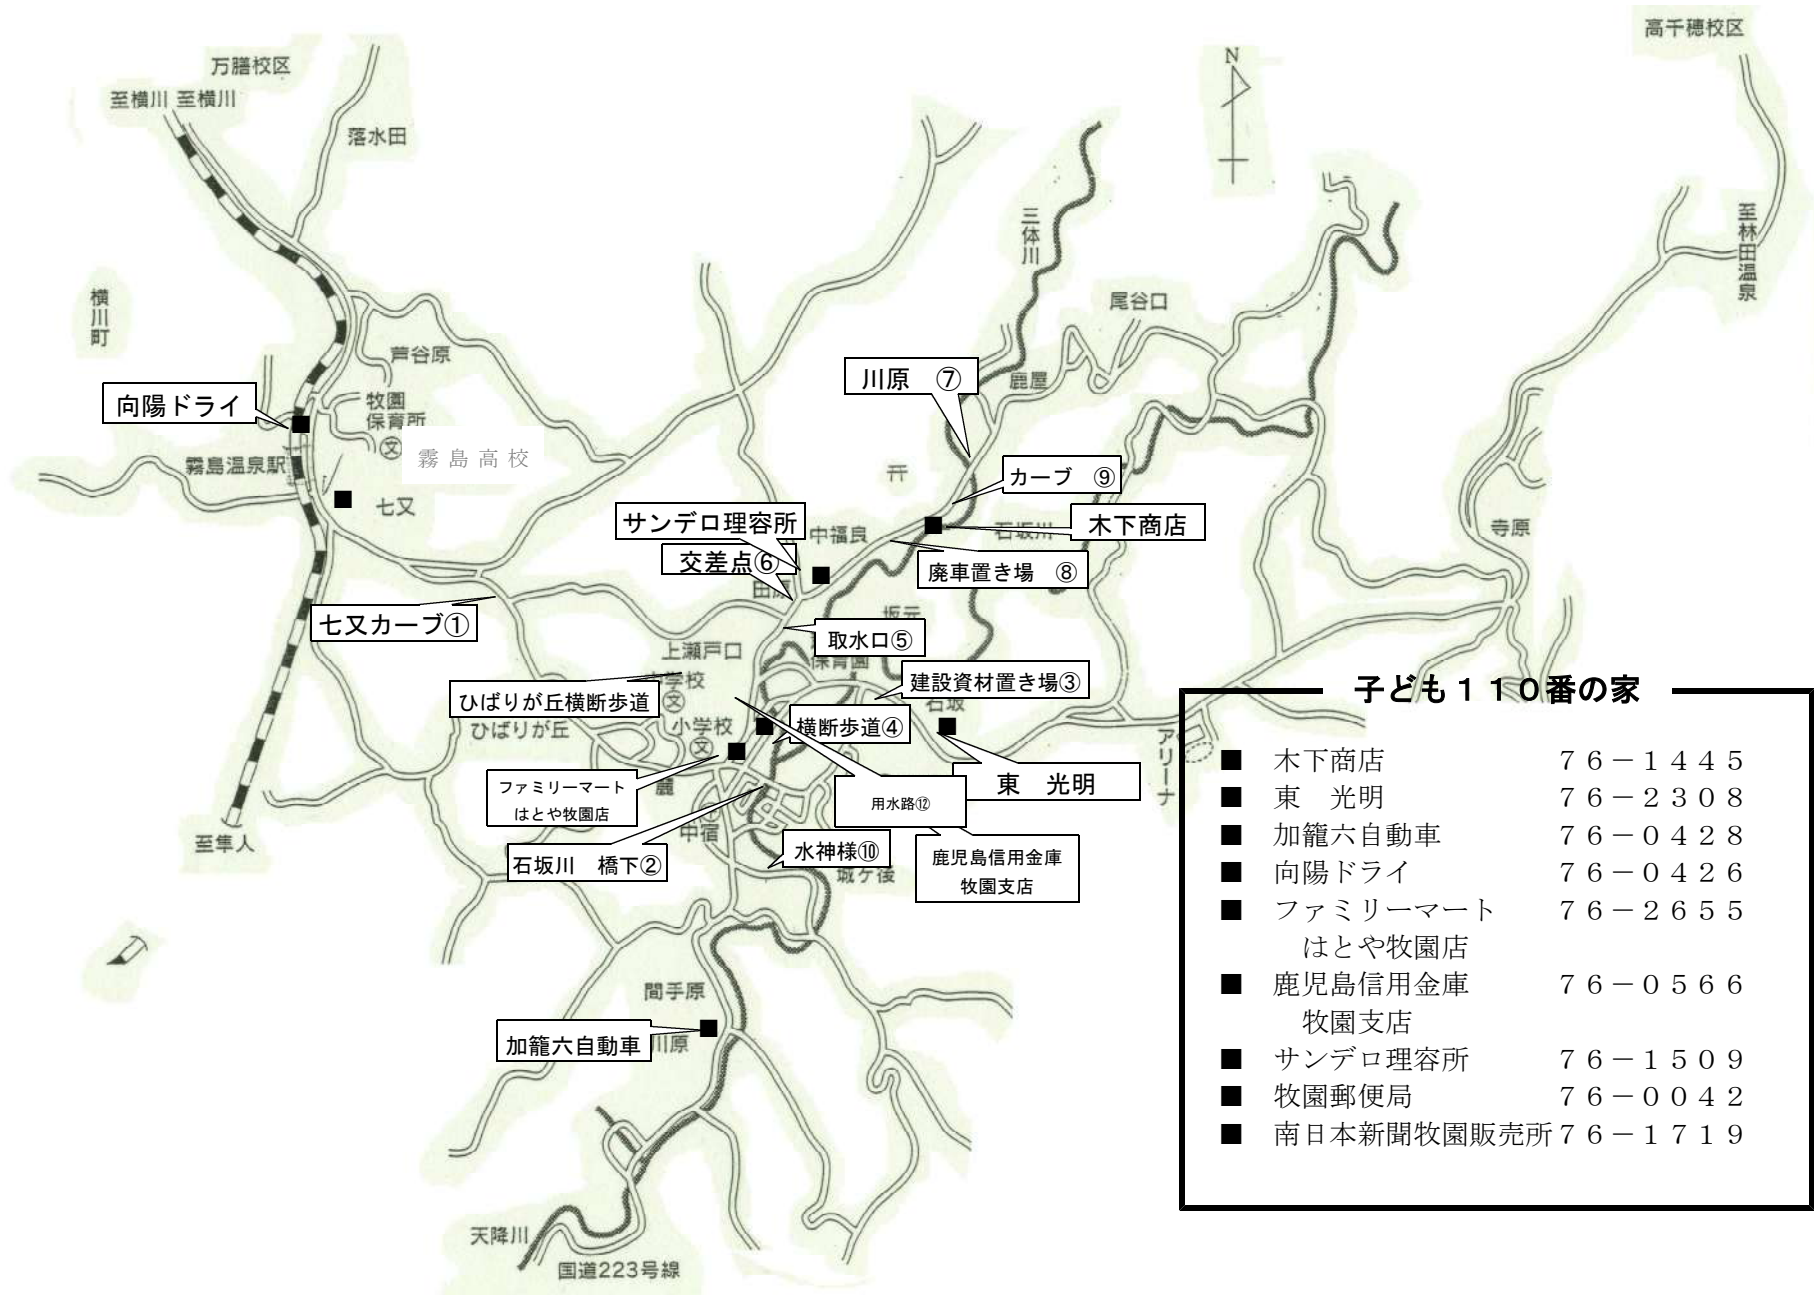 高千穂校区
万膳校区
至横川 至横川
落水田
N
三体川
至林田温泉
横川町
尾谷口
芦谷原
川原　⑦
鹿屋
向陽ドライ
牧園
保育所
文
霧島高校
霧島温泉駅
カーブ　⑨
七又
サンデロ理容所
中福良
木下商店
石坂川
寺原
交差点⑥
廃車置き場　⑧
田原
七又カーブ①
坂元
取水口⑤
上瀬戸口
保育園
建設資材置き場③
中学校
ひばりが丘横断歩道
文
石坂
ひばりが丘
小学校
文
横断歩道④
アリーナ
ファミリーマート
はとや牧園店
麓
東　光明
用水路⑫
中宿
石坂川　橋下②
水神様⑩
城ケ後
鹿児島信用金庫
牧園支店
至隼人
間手原
加籠六自動車
川原
天降川
国道223号線
子ども１１０番の家
■　木下商店　７６－１４４５
■　東　光明　７６－２３０８
■　加籠六自動車　７６－０４２８
■　向陽ドライ　７６－０４２６
■　ファミリーマート　７６－２６５５
はとや牧園店
■　鹿児島信用金庫　７６－０５６６
牧園支店
■　サンデロ理容所　７６－１５０９
■　牧園郵便局　７６－００４２
■　南日本新聞牧園販売所７６－１７１９